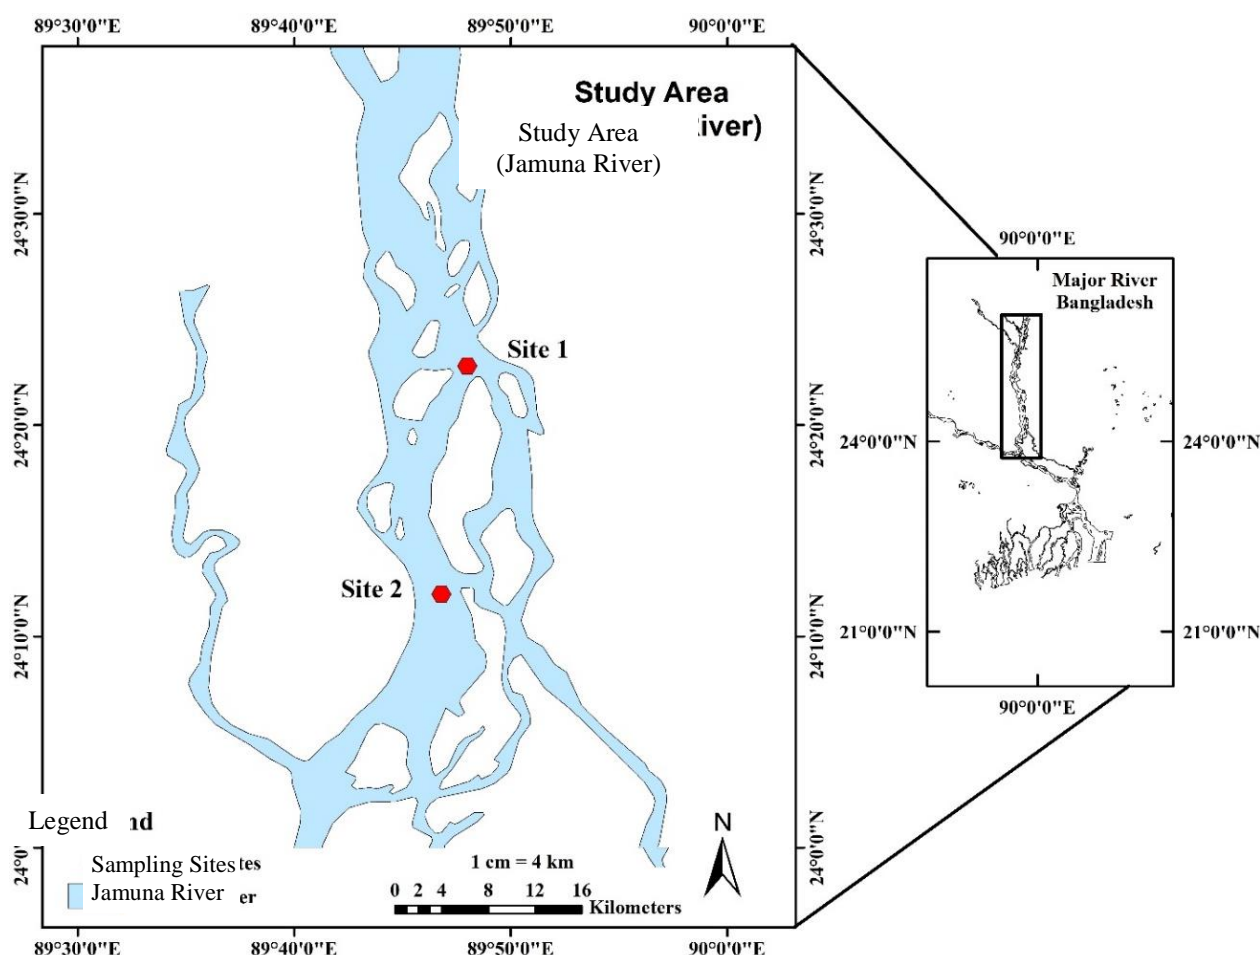 89°30'0"E 89°40'0"E 89°50'0"E 90°0'0"E
Study Area
iver)
Study Area
(Jamuna River)
24°30'0"N
24°30'0"N
24°20'0"N
24°20'0"N
24°10'0"N
24°10'0"N
24°0'
24°0'0"N
Site 1
Site 2
Legend nd
Sampling Sites tes
Jamuna River er
1 cm = 4 km
0 2 4 8 12 16
Kilometers
N
89°30'0"E 89°40'0"E 89°50'0"E 90°0'0"E
90°0'0"E
Major River
Bangladesh
24°0'0"N
24°0'0"N
21°0'0"N
21°0'0"N
90°0'0"E